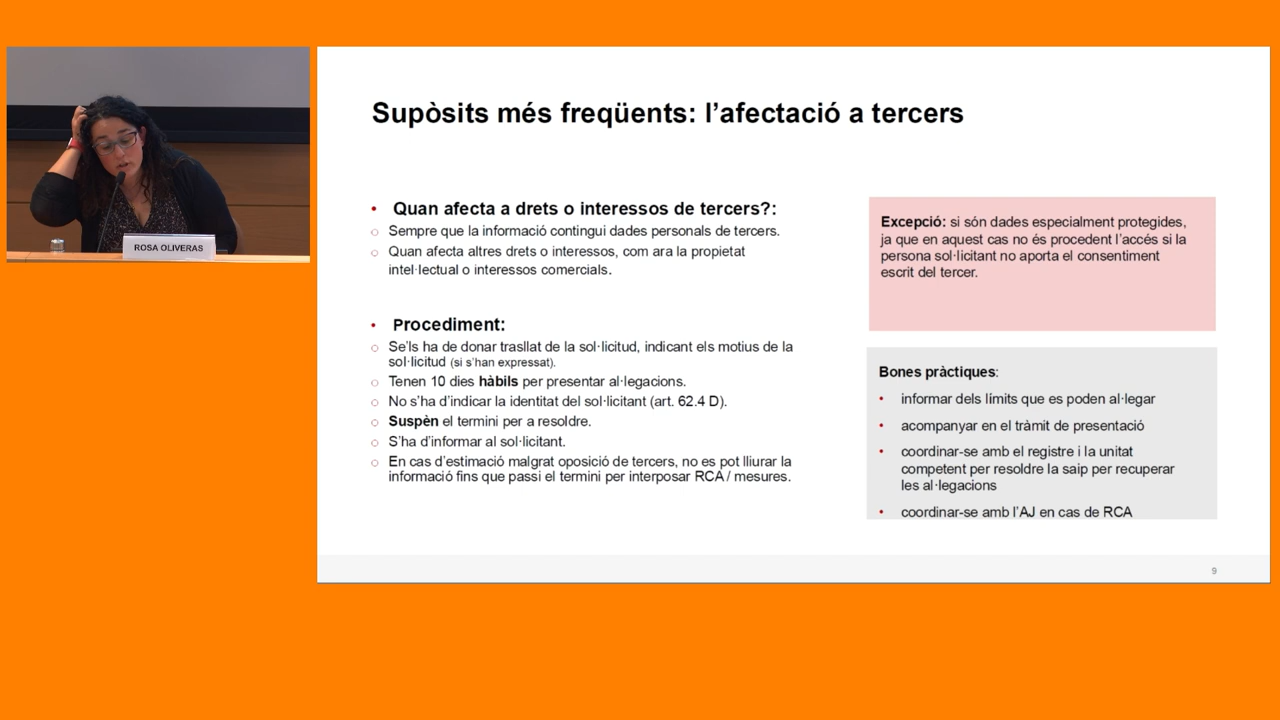 ROSA OLIVERAS
Supòsits més freqüents: l’afectació a tercers
• Quan afecta a drets o interessos de tercers?:
○ Sempre que la informació contingui dades personals de tercers.
○ Quan afecta altres drets o interessos, com ara la propietat
intel·lectual o interessos comercials.
• Procediment:
○ Se’ls ha de donar trasllat de la sol·licitud, indicant els motius de la
sol·licitud (si s’han expressat).
○ Tenen 10 dies hàbils per presentar al·legacions.
○ No s’ha d’indicar la identitat del sol·licitant (art. 62.4 D).
○ Suspèn el termini per a resoldre.
○ S’ha d’informar al sol·licitant.
○ En cas d’estimació malgrat oposició de tercers, no es pot lliurar la
informació fins que passi el termini per interposar RCA / mesures.
Excepció: si són dades especialment protegides,
ja que en aquest cas no és procedent l’accés si la
persona sol·licitant no aporta el consentiment
escrit del tercer.
Bones pràctiques:
• informar dels límits que es poden al·legar
• acompanyar en el tràmit de presentació
• coordinar-se amb el registre i la unitat
competent per resoldre la saip per recuperar
les al·legacions
• coordinar-se amb l’AJ en cas de RCA
9